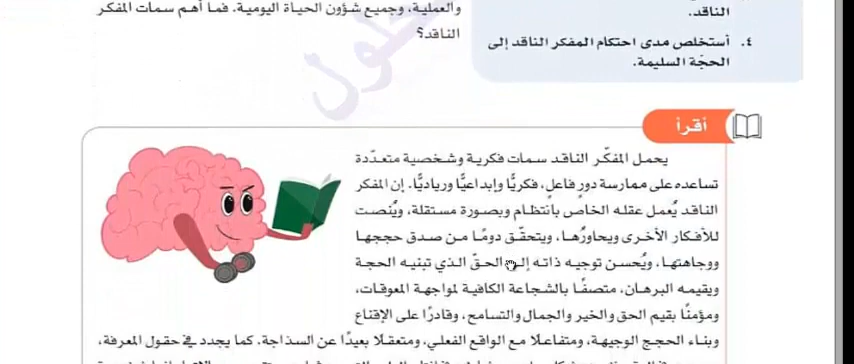 والعملية، وجميع شؤون الحياة اليومية. فما أهم سمات المفكر
الناقد؟
الناقد.
٤. أستخلص مدى احتكام المفكر الناقد إلى
الحجّة السليمة.
حلول
أقرأ
يحمل المفكّر الناقد سمات فكرية وشخصية متعدّدة
تساعده على ممارسة دورٍ فاعلٍ، فكريًّا وإبداعيًّا ورياديًّا. إن المفكر
الناقد يُعمل عقله الخاص بانتظام وبصورة مستقلة، ويُنصت
للأفكار الأخرى ويحاورُها، ويتحقّق دومًا من صدق حججها
ووجاهتها، ويُحسن توجيه ذاته إلى الحقّ الذي تبنيه الحجة
ويقيمه البرهان، متصفًا بالشجاعة الكافية لمواجهة المعوقات،
ومؤمنًا بقيم الحق والخير والجمال والتسامح، وقادرًا على الإقناع
وبناء الحجج الوجيهة، ومتفاعلًا مع الواقع الفعلي، ومتعقلًا بعيدًا عن السذاجة. كما يجدد في حقول المعرفة،